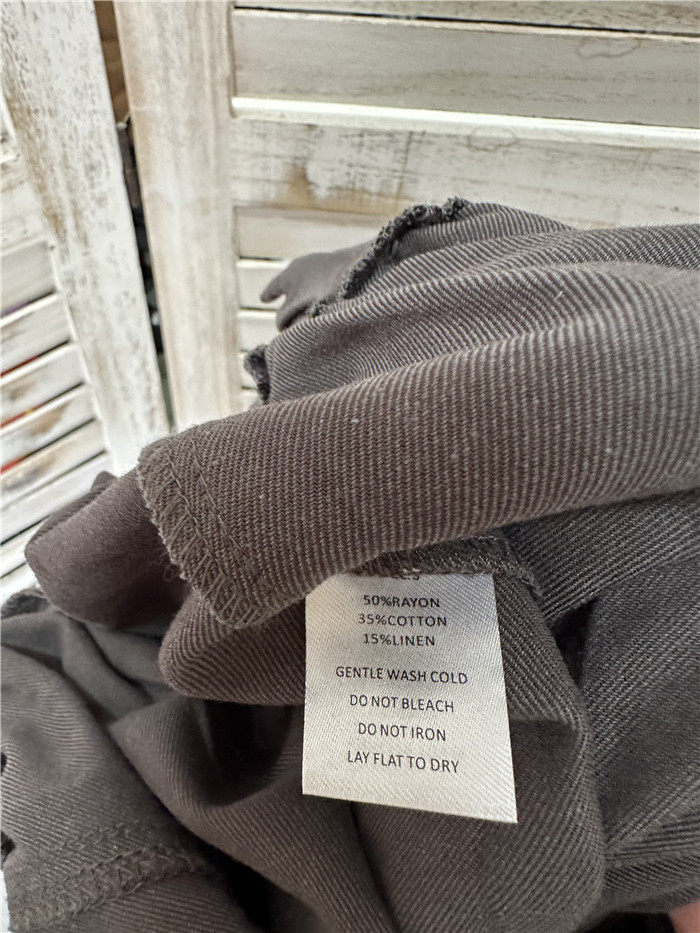 50%RAYON
35%COTTON
15%LINEN
GENTLE WASH COLD
DO NOT BLEACH
DO NOT IRON
LAY FLAT TO DRY